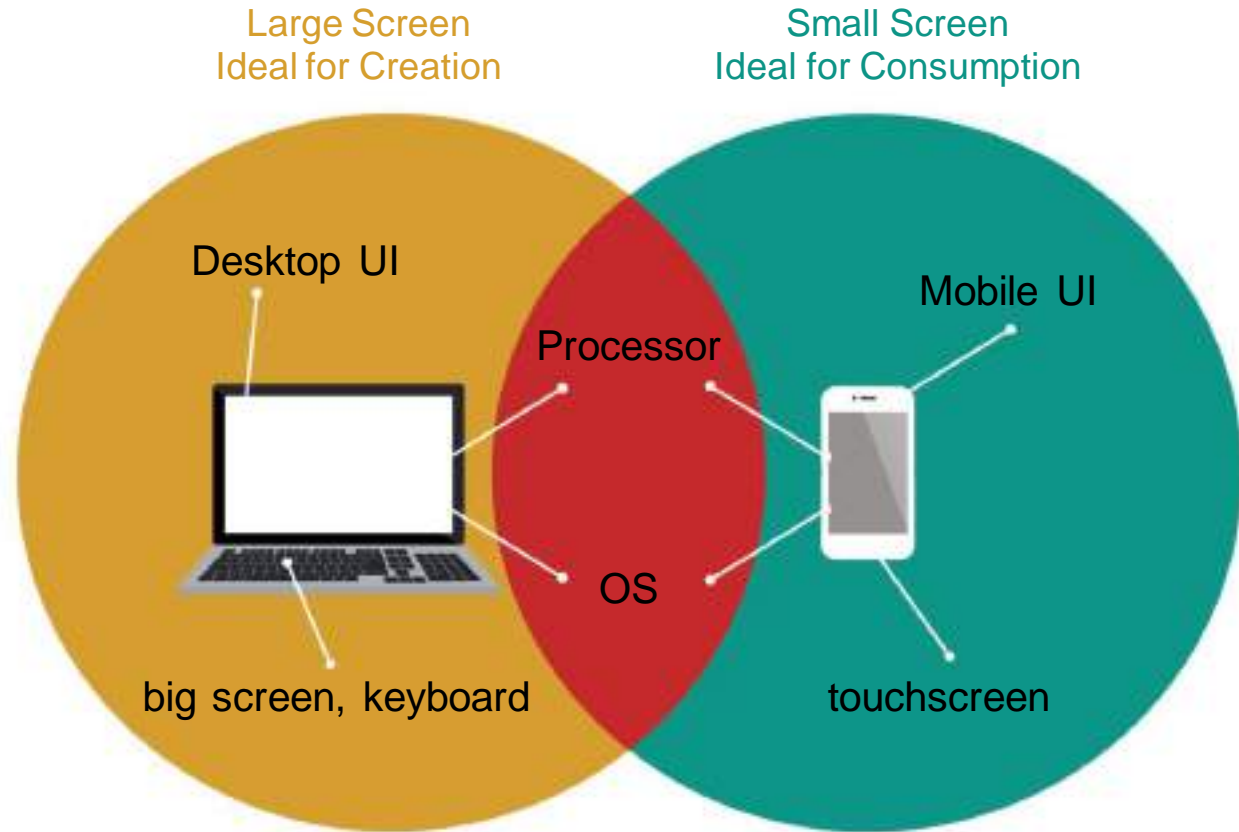 Large Screen
Ideal for Creation
Small Screen
Ideal for Consumption
Desktop UI
Mobile UI
Processor
OS
big screen, keyboard
touchscreen